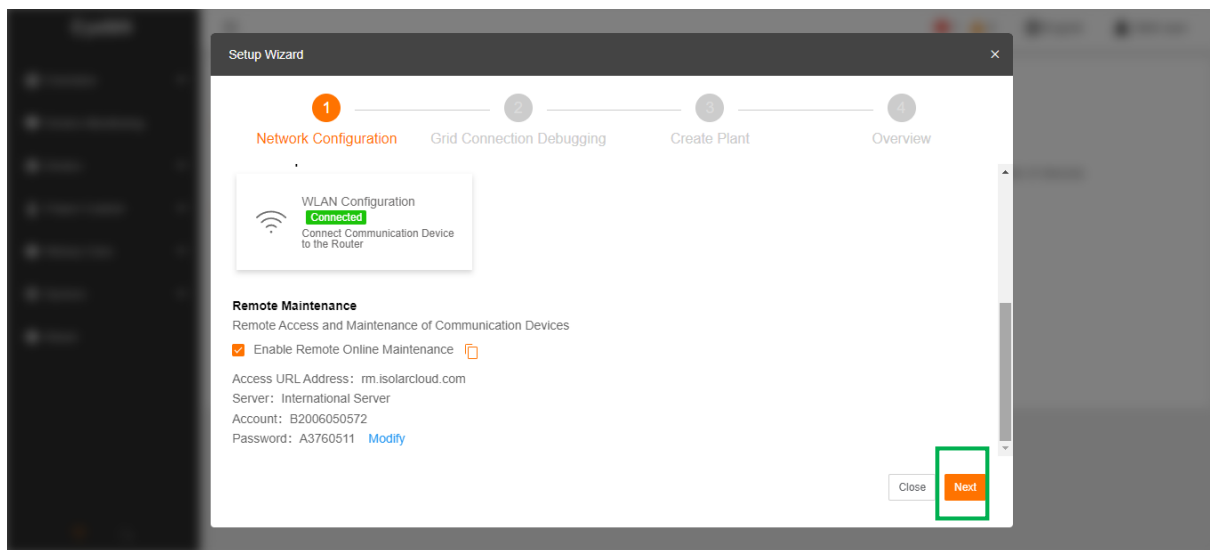 Setup Wizard
×
1
2
3
4
Network Configuration
Grid Connection Debugging
Create Plant
Overview
WLAN Configuration
Connected
Connect Communication Device
to the Router
Remote Maintenance
Remote Access and Maintenance of Communication Devices
Enable Remote Online Maintenance
Access URL Address: rm.isolarcloud.com
Server: International Server
Account: B2006050572
Password: A3760511 Modify
Close
Next